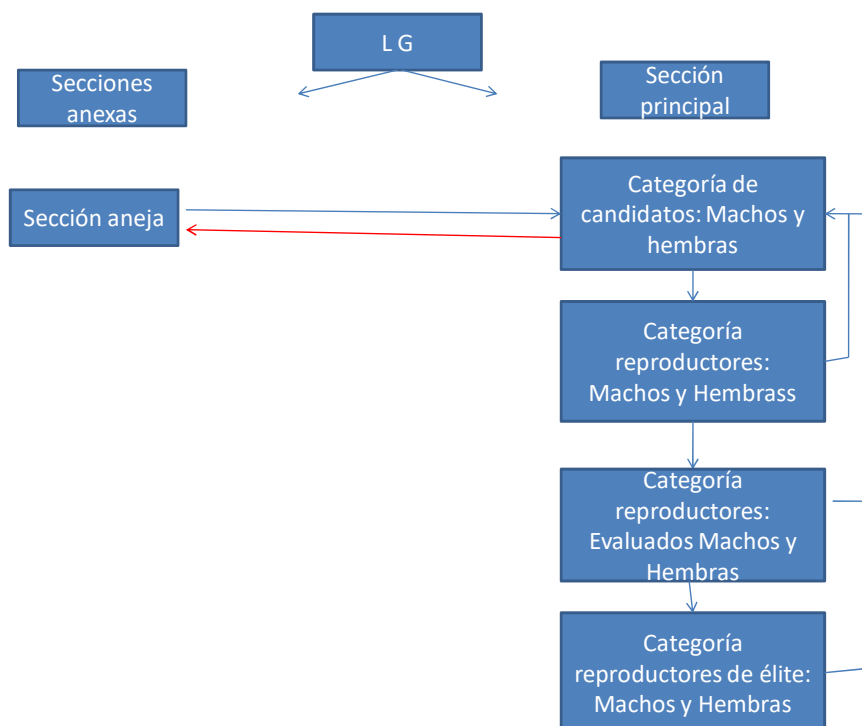 L G
Secciones
anexas
Sección
principal
Sección aneja
Categoría de
candidatos: Machos y
hembras
Categoría
reproductores:
Machos y Hembrass
Categoría
reproductores:
Evaluados Machos y
Hembras
Categoría
reproductores de élite:
Machos y Hembras